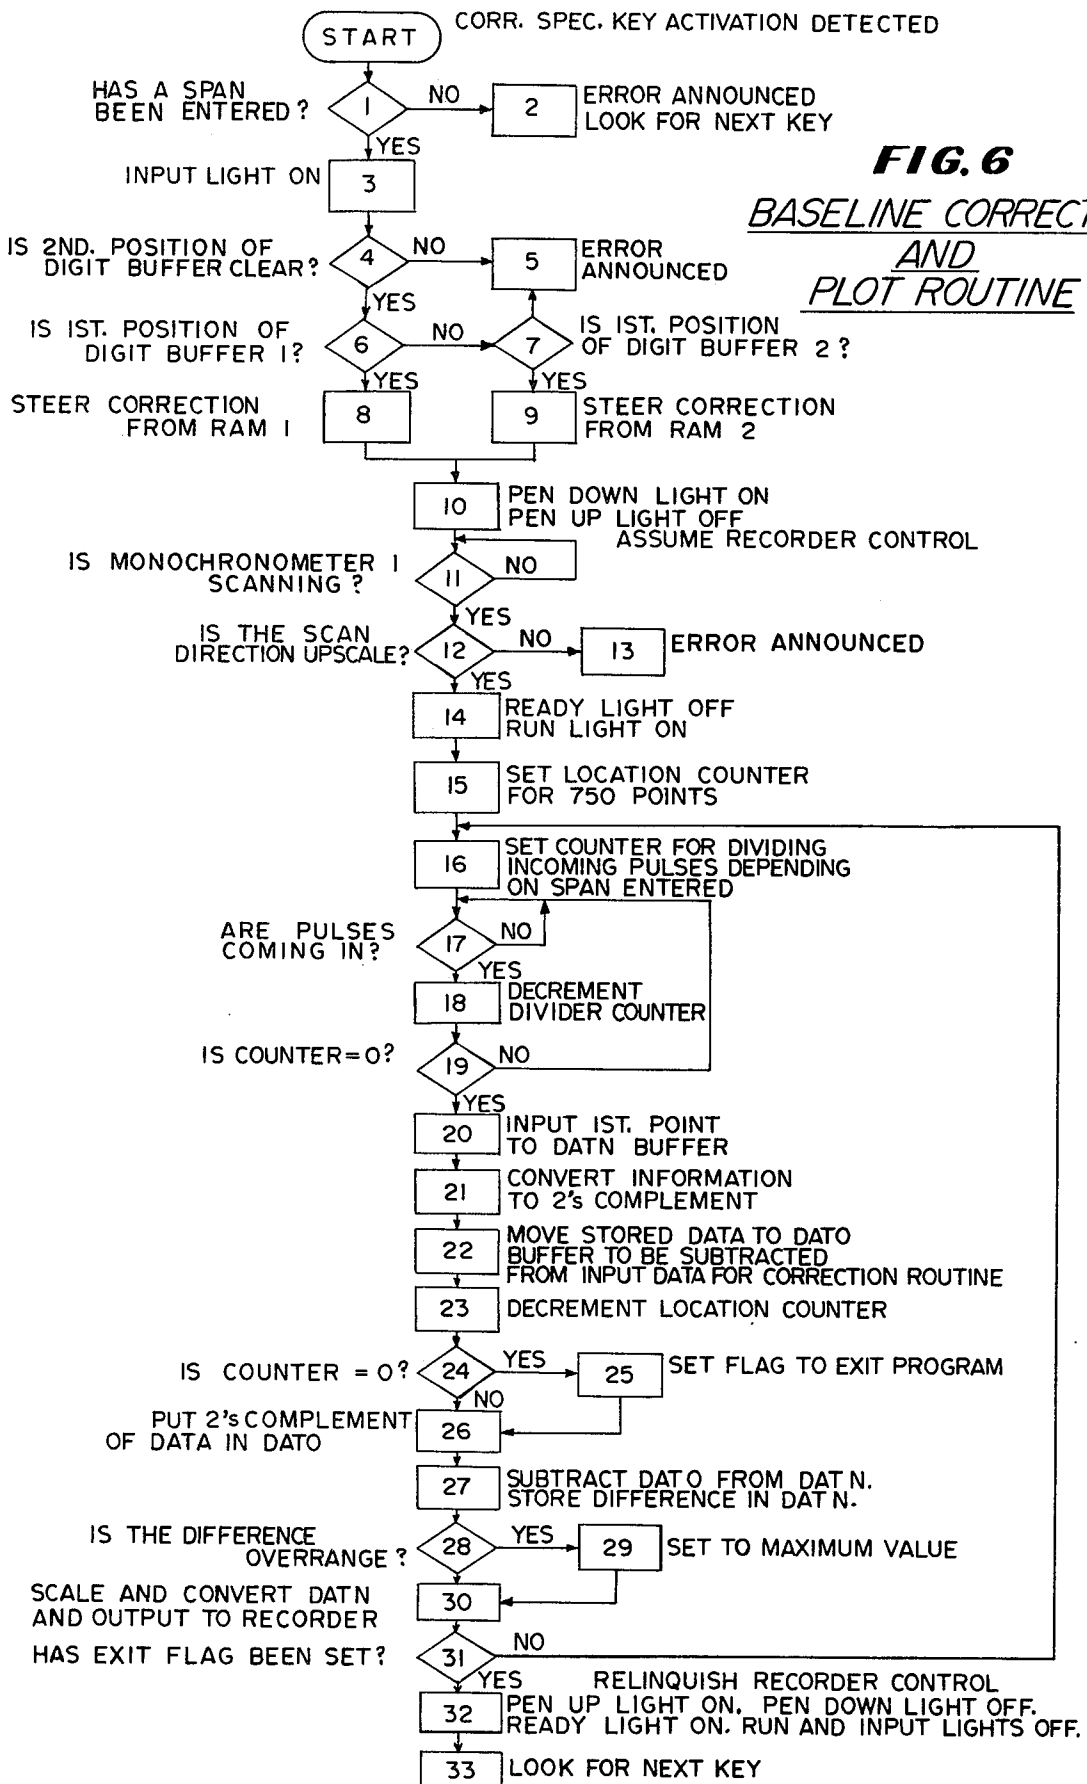 START
CORR. SPEC. KEY ACTIVATION DETECTED
HAS A SPAN
BEEN ENTERED?
1
NO
2
ERROR ANNOUNCED
LOOK FOR NEXT KEY
YES
FIG. 6
BASELINE CORRECT
AND
PLOT ROUTINE
INPUT LIGHT ON
3
IS 2ND. POSITION OF
DIGIT BUFFER CLEAR?
4
NO
5
ERROR
ANNOUNCED
YES
IS 1ST. POSITION OF
DIGIT BUFFER 1?
6
NO
7
IS 1ST. POSITION
OF DIGIT BUFFER 2?
YES
YES
STEER CORRECTION
FROM RAM 1
8
9
STEER CORRECTION
FROM RAM 2
10
PEN DOWN LIGHT ON
PEN UP LIGHT OFF
ASSUME RECORDER CONTROL
IS MONOCHRONOMETER 1
SCANNING?
11
NO
YES
IS THE SCAN
DIRECTION UPSCALE?
12
NO
13
ERROR ANNOUNCED
YES
14
READY LIGHT OFF
RUN LIGHT ON
15
SET LOCATION COUNTER
FOR 750 POINTS
16
SET COUNTER FOR DIVIDING
INCOMING PULSES DEPENDING
ON SPAN ENTERED
ARE PULSES
COMING IN?
17
NO
YES
18
DECREMENT
DIVIDER COUNTER
IS COUNTER=0?
19
NO
YES
20
INPUT 1ST. POINT
TO DATN BUFFER
21
CONVERT INFORMATION
TO 2's COMPLEMENT
22
MOVE STORED DATA TO DATO
BUFFER TO BE SUBTRACTED
FROM INPUT DATA FOR CORRECTION ROUTINE
23
DECREMENT LOCATION COUNTER
IS COUNTER = 0?
24
YES
25
SET FLAG TO EXIT PROGRAM
NO
PUT 2's COMPLEMENT
OF DATA IN DATO
26
27
SUBTRACT DATO FROM DATN.
STORE DIFFERENCE IN DATN.
IS THE DIFFERENCE
OVERRANGE?
28
YES
29
SET TO MAXIMUM VALUE
SCALE AND CONVERT DATN
AND OUTPUT TO RECORDER
30
HAS EXIT FLAG BEEN SET?
31
NO
YES
RELINQUISH RECORDER CONTROL
32
PEN UP LIGHT ON. PEN DOWN LIGHT OFF.
READY LIGHT ON. RUN AND INPUT LIGHTS OFF.
33
LOOK FOR NEXT KEY